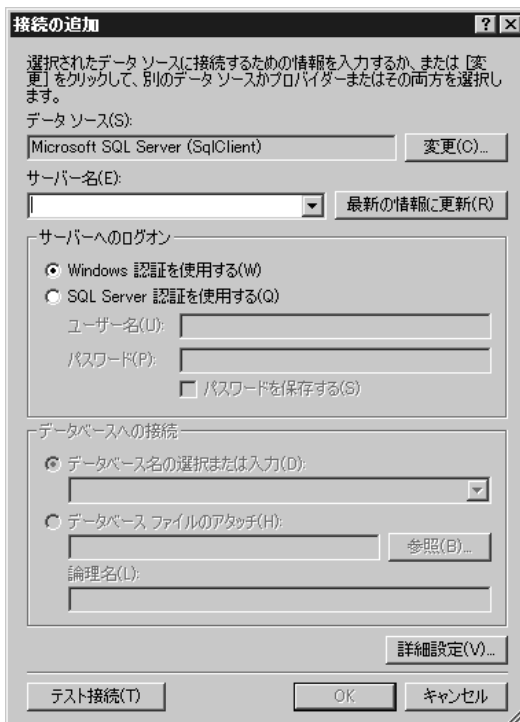 接続の追加
選択されたデータ ソースに接続するための情報を入力するか、または [変
更] をクリックして、別のデータ ソースかプロバイダーまたはその両方を選択し
ます。
データ ソース(S):
Microsoft SQL Server (SqlClient)
変更(C)...
サーバー名(E):
最新の情報に更新(R)
サーバーへのログオン
Windows 認証を使用する(W)
SQL Server 認証を使用する(Q)
ユーザー名(U):
パスワード(P):
パスワードを保存する(S)
データベースへの接続
データベース名の選択または入力(D):
データベース ファイルのアタッチ(H):
参照(B)...
論理名(L):
詳細設定(V)...
テスト接続(T)
OK
キャンセル